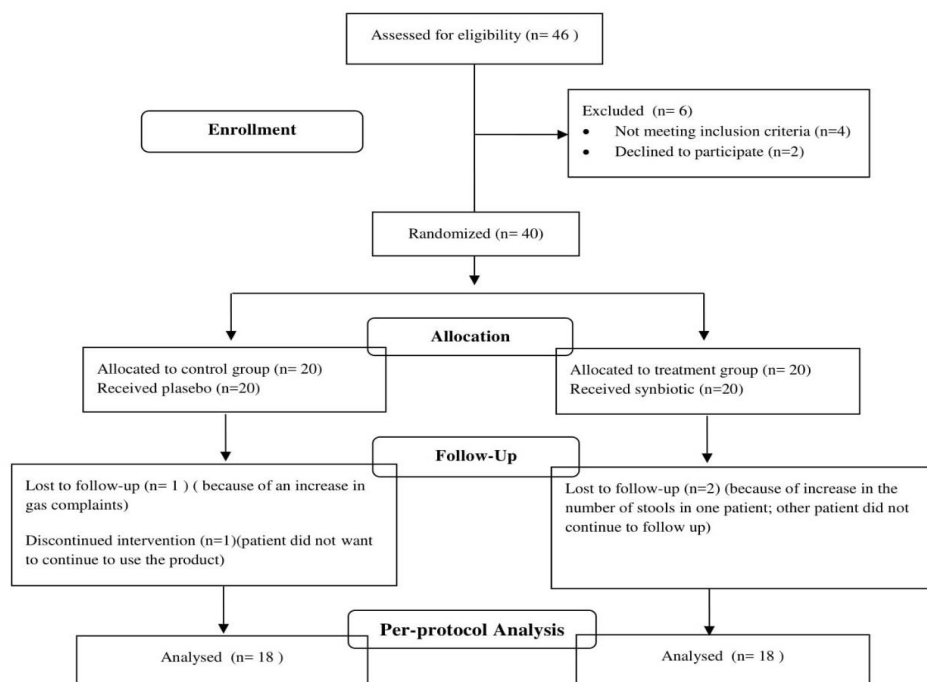 Assessed for eligibility (n= 46 )
Enrollment
Excluded (n= 6)
• Not meeting inclusion criteria (n=4)
• Declined to participate (n=2)
Randomized (n= 40)
Allocation
Allocated to control group (n= 20)
Received plasebo (n=20)
Allocated to treatment group (n= 20)
Received synbiotic (n=20)
Follow-Up
Lost to follow-up (n= 1 ) ( because of an increase in
gas complaints)
Discontinued intervention (n=1)(patient did not want
to continue to use the product)
Lost to follow-up (n=2) (because of increase in the
number of stools in one patient; other patient did not
continue to follow up)
Per-protocol Analysis
Analysed (n= 18 )
Analysed (n= 18 )